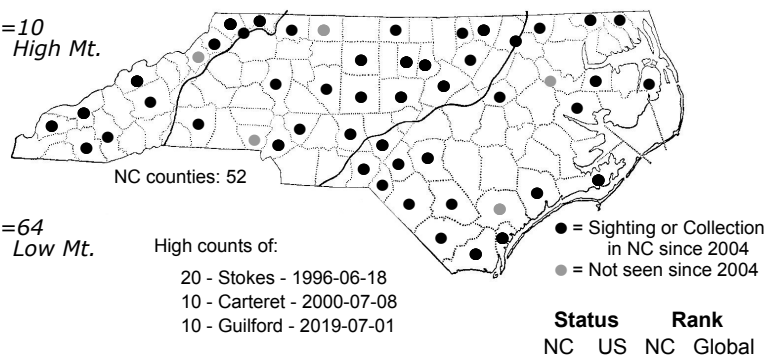 =10
High Mt.
NC counties: 52
=64
Low Mt.
High counts of:
20 - Stokes - 1996-06-18
10 - Carteret - 2000-07-08
10 - Guilford - 2019-07-01
= Sighting or Collection
in NC since 2004
= Not seen since 2004
Status Rank
NC US NC Global